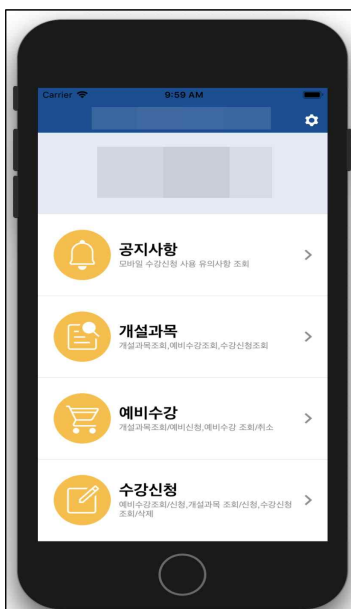 Carrier 9:59 AM
공지사항
모바일 수강신청 사용 유의사항 조회
개설과목
개설과목조회,예비수강조회,수강신청조회
예비수강
개설과목조회/예비신청,예비수강 조회/취소
수강신청
예비수강조회/신청,개설과목 조회/신청,수강신청
조회/삭제